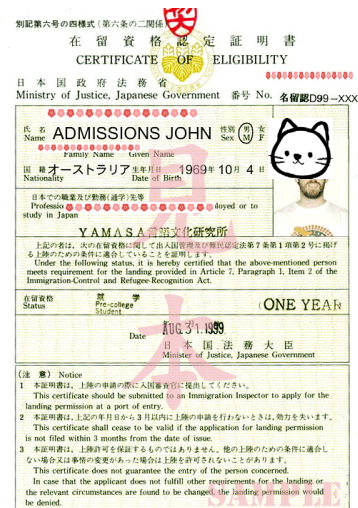 別記第六号の四様式(第六条の二関係)
在留資格認定証明書
CERTIFICATE OF ELIGIBILITY
日本国政府法務省
Ministry of Justice, Japanese Government 番号 No. 名留認D99-XXX
氏名 ADMISSIONS JOHN 性別 男 女
Name Sex M F
Family Name Given Name
国籍 オーストラリア 生年月日 1969年 10月 4日
Nationality Date of Birth
日本での職業及び勤務(通学)先等
Professio loyed or to
study in Japan
YAMASA言語文化研究所
上記の者は、次の在留資格に関して出入国管理及び難民認定法第7条第1項第2号に掲げ
る上陸のための条件に適合していることを証明します。
Under the following status, it is hereby certified that the above-mentioned person
meets requirement for the landing provided in Article 7, Paragraph 1, Item 2 of the
Immigration-Control and Refugee-Recognition Act.
在留資格 就学
Status Pre-college (ONE YEAR
Student
AUG. 31. 1999
Date 日本国法務大臣
Minister of Justice, Japanese Government
(注意) Notice
1 本証明書は、上陸の申請の際に入国審査官に提出してください。
This certificate should be submitted to an Immigration Inspector to apply for the
landing permission at a port of entry.
2 本証明書は、上記の年月日から3月以内に上陸の申請を行わないときは、効力を失います。
This certificate shall cease to be valid if the application for landing permission
is not filed within 3 months from the date of issue.
3 本証明書は、上陸許可を保証するものではありません。他の上陸のための条件に適合し
ない場合又は事情の変更があった場合は上陸を許可されないことがあります。
This certificate does not guarantee the entry of the person concerned.
In case that the applicant does not fulfill other requirements for the landing or
the relevant circumstances are found to be changed, the landing permission would
be denied.
見本
SAMPLE